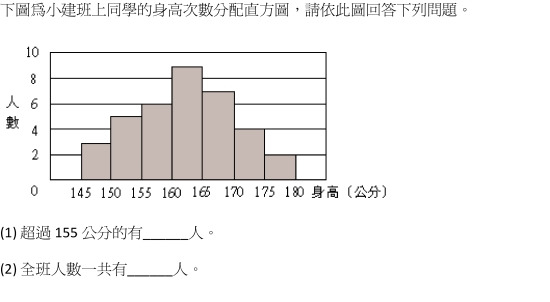 下圖為小建班上同學的身高次數分配直方圖，請依此圖回答下列問題。
10
8
人 6
數 4
2
0 145 150 155 160 165 170 175 180 身高〔公分〕
(1) 超過 155 公分的有______人。
(2) 全班人數一共有______人。